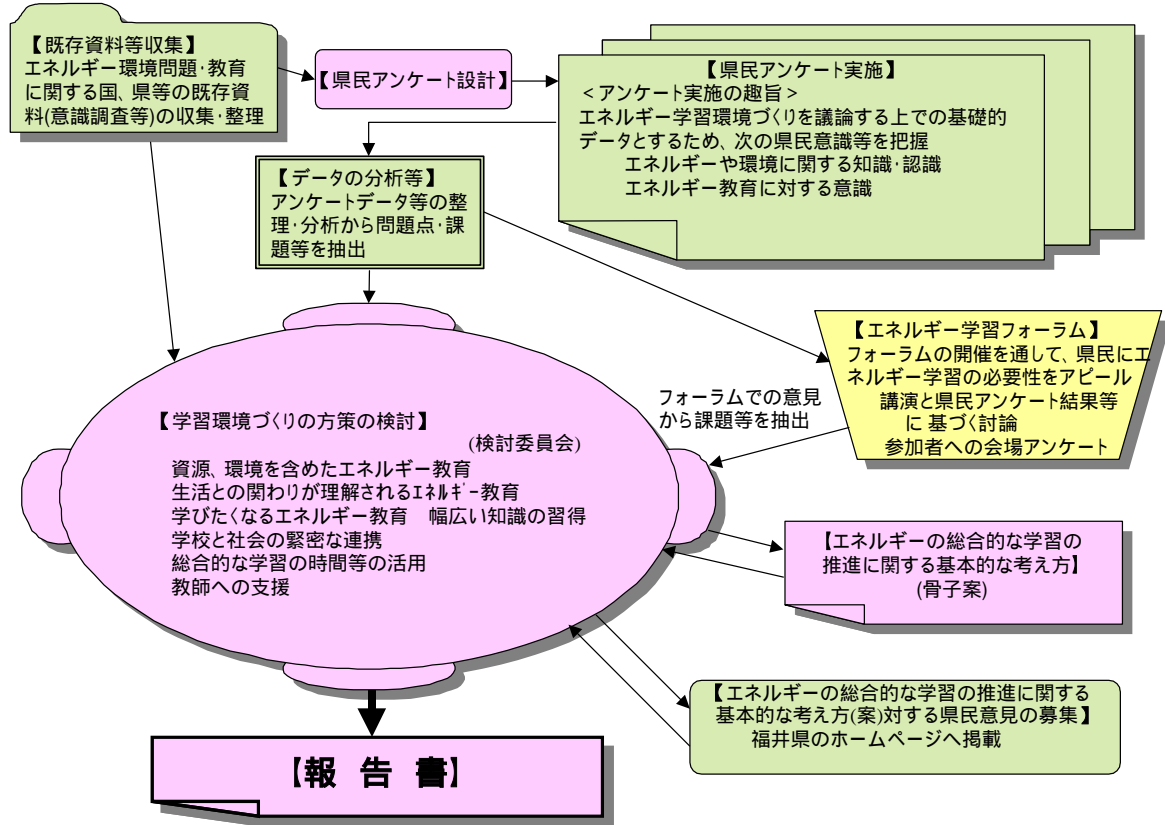 【既存資料等収集】
エネルギー環境問題･教育
に関する国、県等の既存資
料(意識調査等)の収集･整理
【県民アンケート設計】
【県民アンケート実施】
＜アンケート実施の趣旨＞
エネルギー学習環境づくりを議論する上での基礎的
データとするため、次の県民意識等を把握
エネルギーや環境に関する知識･認識
エネルギー教育に対する意識
【データの分析等】
アンケートデータ等の整
理･分析から問題点･課
題等を抽出
【エネルギー学習フォーラム】
フォーラムの開催を通して、県民にエ
ネルギー学習の必要性をアピール
講演と県民アンケート結果等
に 基づく討論
参加者への会場アンケート
フォーラムでの意見
から課題等を抽出
【学習環境づくりの方策の検討】
(検討委員会)
資源、環境を含めたエネルギー教育
生活との関わりが理解されるｴﾈﾙｷﾞｰ教育
学びたくなるエネルギー教育　幅広い知識の習得
学校と社会の緊密な連携
総合的な学習の時間等の活用
教師への支援
【エネルギーの総合的な学習の
推進に関する基本的な考え方】
(骨子案)
【エネルギーの総合的な学習の推進に関する
基本的な考え方(案)対する県民意見の募集】
福井県のホームページへ掲載
【報 告 書】